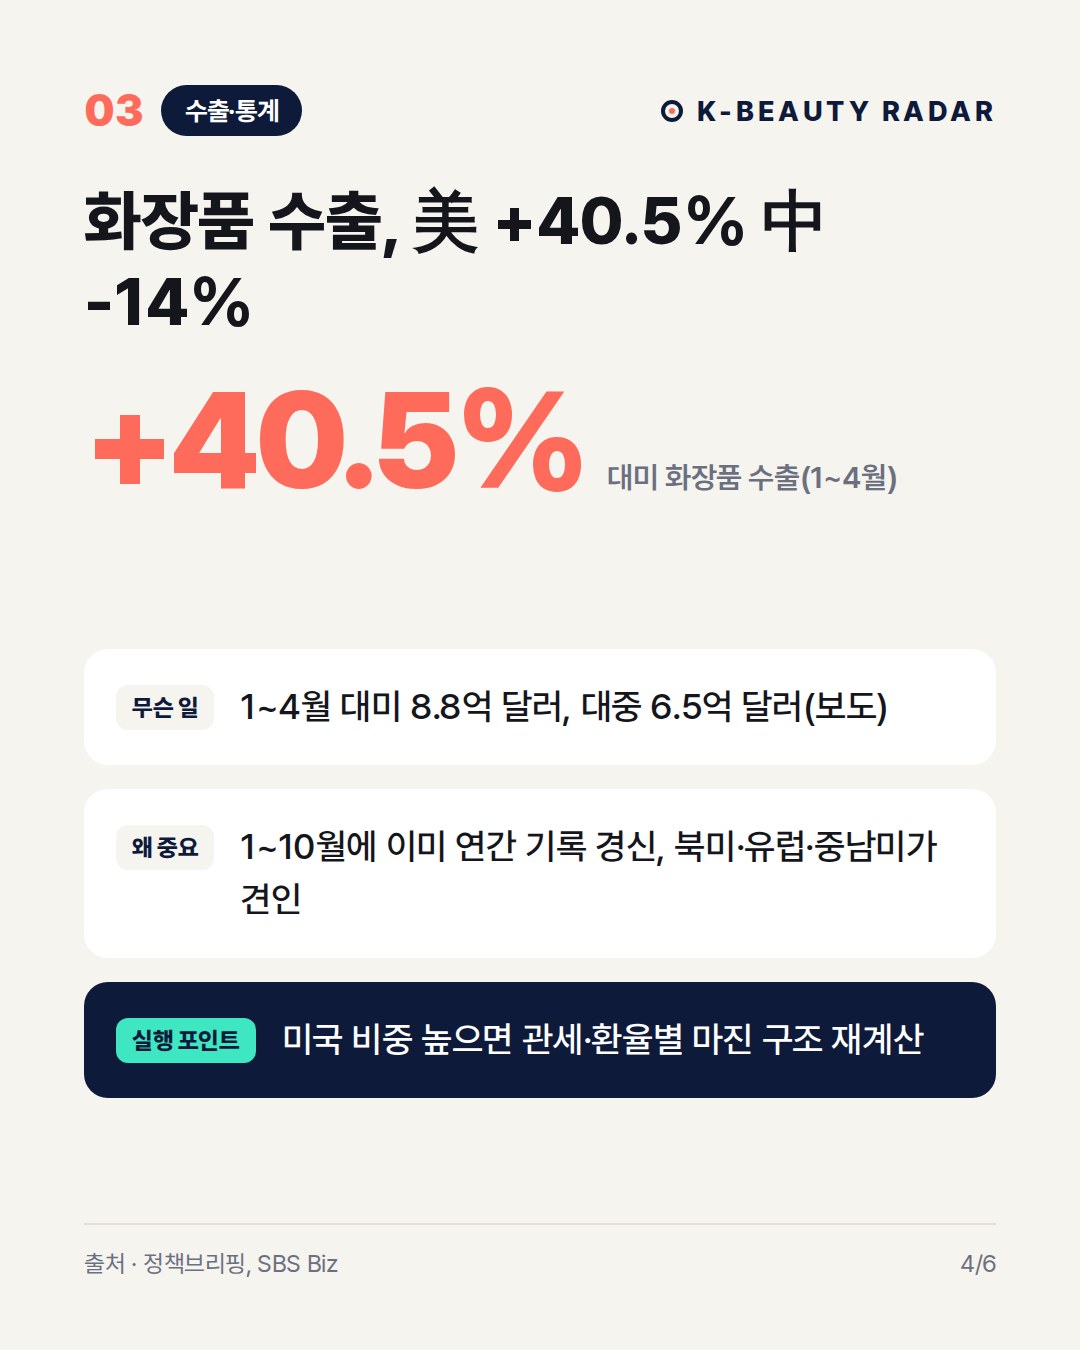 03 수출·통계
K-BEAUTY RADAR
화장품 수출, 美 +40.5% 中
-14%
+40.5% 대미 화장품 수출(1~4월)
무슨 일 1~4월 대미 8.8억 달러, 대중 6.5억 달러(보도)
왜 중요 1~10월에 이미 연간 기록 경신, 북미·유럽·중남미가
견인
실행 포인트 미국 비중 높으면 관세·환율별 마진 구조 재계산
출처 · 정책브리핑, SBS Biz
4/6